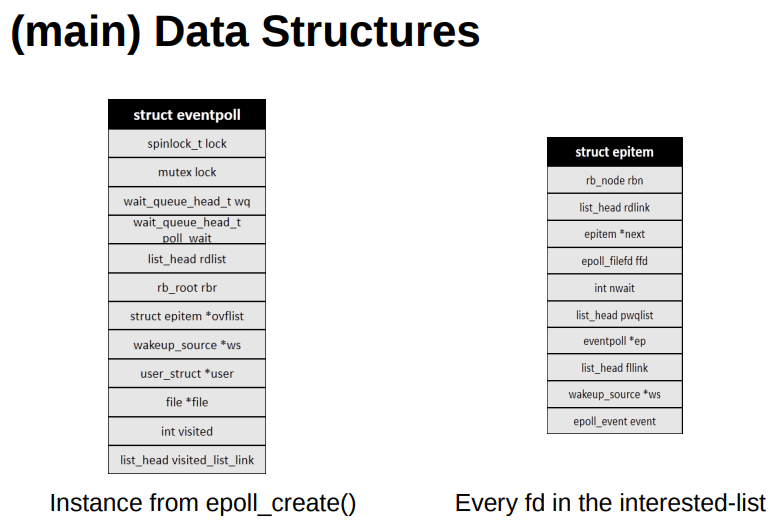 (main) Data Structures
struct eventpoll
spinlock_t lock
mutex lock
wait_queue_head_t wq
wait_queue_head_t
poll_wait
list_head rdlist
rb_root rbr
struct epitem *ovflist
wakeup_source *ws
user_struct *user
file *file
int visited
list_head visited_list_link
Instance from epoll_create()
struct epitem
rb_node rbn
list_head rdlink
epitem *next
epoll_filefd ffd
int nwait
list_head pwqlist
eventpoll *ep
list_head fllink
wakeup_source *ws
epoll_event event
Every fd in the interested-list